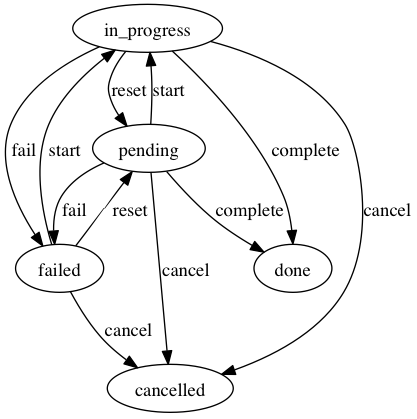 in_progress
reset start
fail start complete
pending
fail reset complete cancel
failed cancel done
cancel
cancelled